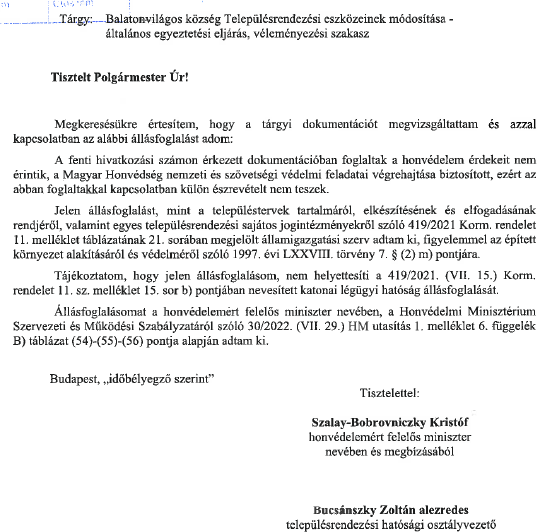 Tárgy: Balatonvilágos község Településrendezési eszközeinek módosítása -
általános egyeztetési eljárás, véleményezési szakasz
Tisztelt Polgármester Úr!
Megkeresésükre értesítem, hogy a tárgyi dokumentációt megvizsgáltattam és azzal
kapcsolatban az alábbi állásfoglalást adom:
A fenti hivatkozási számon érkezett dokumentációban foglaltak a honvédelem érdekeit nem
érintik, a Magyar Honvédség nemzeti és szövetségi védelmi feladatai végrehajtása biztosított, ezért az
abban foglaltakkal kapcsolatban külön észrevételt nem teszek.
Jelen állásfoglalást, mint a településtervek tartalmáról, elkészítésének és elfogadásának
rendjéről, valamint egyes településrendezési sajátos jogintézményekről szóló 419/2021 Korm. rendelet
11. melléklet táblázatának 21. sorában megjelölt államigazgatási szerv adtam ki, figyelemmel az épített
környezet alakításáról és védelméről szóló 1997. évi LXXVIII. törvény 7. § (2) m) pontjára.
Tájékoztatom, hogy jelen állásfoglalásom, nem helyettesíti a 419/2021. (VII. 15.) Korm.
rendelet 11. sz. melléklet 15. sor b) pontjában nevesített katonai légügyi hatóság állásfoglalását.
Állásfoglalásomat a honvédelemért felelős miniszter nevében, a Honvédelmi Minisztérium
Szervezeti és Működési Szabályzatáról szóló 30/2022. (VII. 29.) HM utasítás 1. melléklet 6. függelék
B) táblázat (54)-(55)-(56) pontja alapján adtam ki.
Budapest, „időbélyegző szerint”
Tisztelettel:
Szalay-Bobrovniczky Kristóf
honvédelemért felelős miniszter
nevében és megbízásából
Bucsánszky Zoltán alezredes
településrendezési hatósági osztályvezető